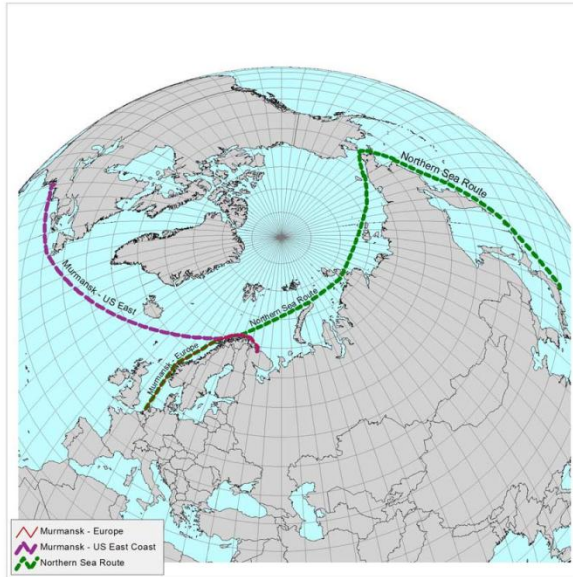 Northern Sea Route
Northern Sea Route
Murmansk - US East
Murmansk - Europe
Murmansk - Europe
Murmansk - US East Coast
Northern Sea Route